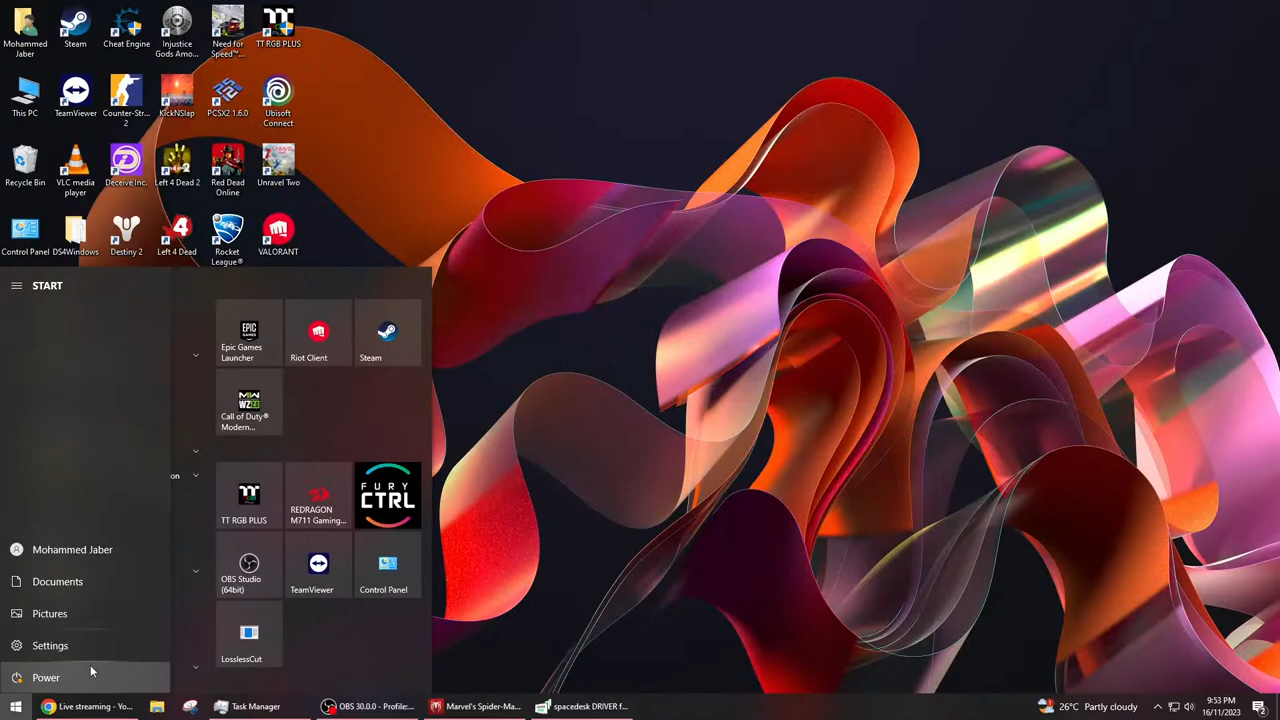 Mohammed
Jaber
Steam
Cheat Engine
Injustice
Gods Amo...
Need for
Speed™...
TT RGB PLUS
This PC
TeamViewer
Counter-Str...
2
KickNSlap
PCSX2 1.6.0
Ubisoft
Connect
Recycle Bin
VLC media
player
Deceive Inc.
Left 4 Dead 2
Red Dead
Online
Unravel Two
Control Panel
DS4Windows
Destiny 2
Left 4 Dead
Rocket
League®
VALORANT
START
Epic Games
Launcher
Riot Client
Steam
Call of Duty®
Modern...
on
TT RGB PLUS
REDRAGON
M711 Gaming...
FURY
CTRL
OBS Studio
(64bit)
TeamViewer
Control Panel
LosslessCut
Mohammed Jaber
Documents
Pictures
Settings
Power
Live streaming - Yo...
Task Manager
OBS 30.0.0 - Profile:...
Marvel's Spider-Ma...
spacedesk DRIVER f...
26°C Partly cloudy
9:53 PM
16/11/2023